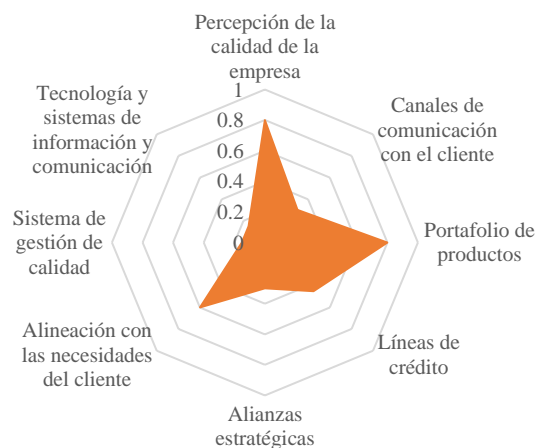 Percepción de la
calidad de la
empresa
Canales de
comunicación
con el cliente
Portafolio de
productos
Líneas de
crédito
Alianzas
estratégicas
Alineación con
las necesidades
del cliente
Sistema de
gestión de
calidad
Tecnología y
sistemas de
información y
comunicación
1
0.8
0.6
0.4
0.2
0